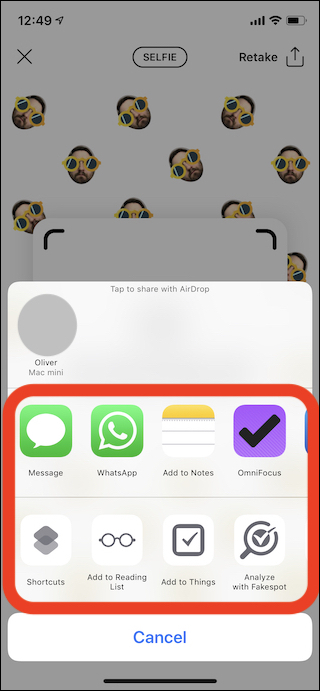 12:49
SELFIE
Retake
Tap to share with AirDrop
Oliver
Mac mini
Message
WhatsApp
Add to Notes
OmniFocus
Shortcuts
Add to Reading
List
Add to Things
Analyze
with Fakespot
Cancel